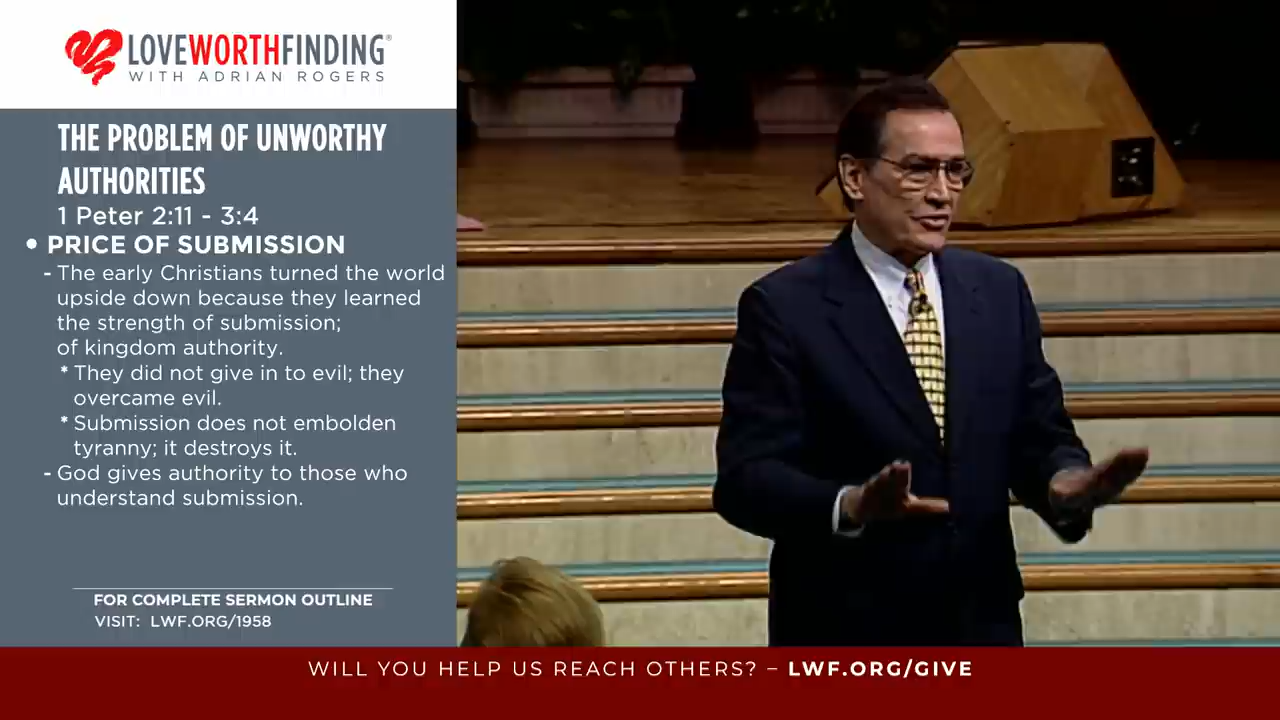 LOVEWORTHFINDING®
WITH ADRIAN ROGERS
THE PROBLEM OF UNWORTHY
AUTHORITIES
1 Peter 2:11 - 3:4
• PRICE OF SUBMISSION
- The early Christians turned the world
upside down because they learned
the strength of submission;
of kingdom authority.
* They did not give in to evil; they
overcame evil.
* Submission does not embolden
tyranny; it destroys it.
- God gives authority to those who
understand submission.
FOR COMPLETE SERMON OUTLINE
VISIT: LWF.ORG/1958
WILL YOU HELP US REACH OTHERS? – LWF.ORG/GIVE